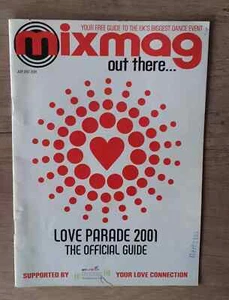 YOUR FREE GUIDE TO THE UK'S BIGGEST DANCE EVENT
mixmag
out there...
LOVE PARADE 2001
THE OFFICIAL GUIDE
SUPPORTED BY
YOUR LOVE CONNECTION